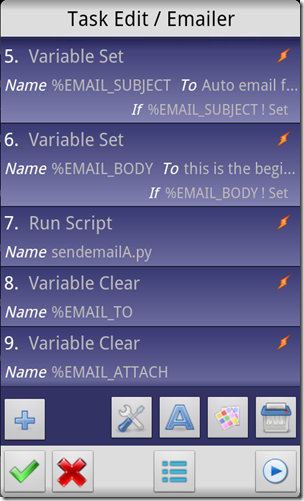 Task Edit / Emailer
5. Variable Set
Name %EMAIL_SUBJECT To Auto email f...
If %EMAIL_SUBJECT ! Set
6. Variable Set
Name %EMAIL_BODY To this is the begi...
If %EMAIL_BODY ! Set
7. Run Script
Name sendemailA.py
8. Variable Clear
Name %EMAIL_TO
9. Variable Clear
Name %EMAIL_ATTACH
A